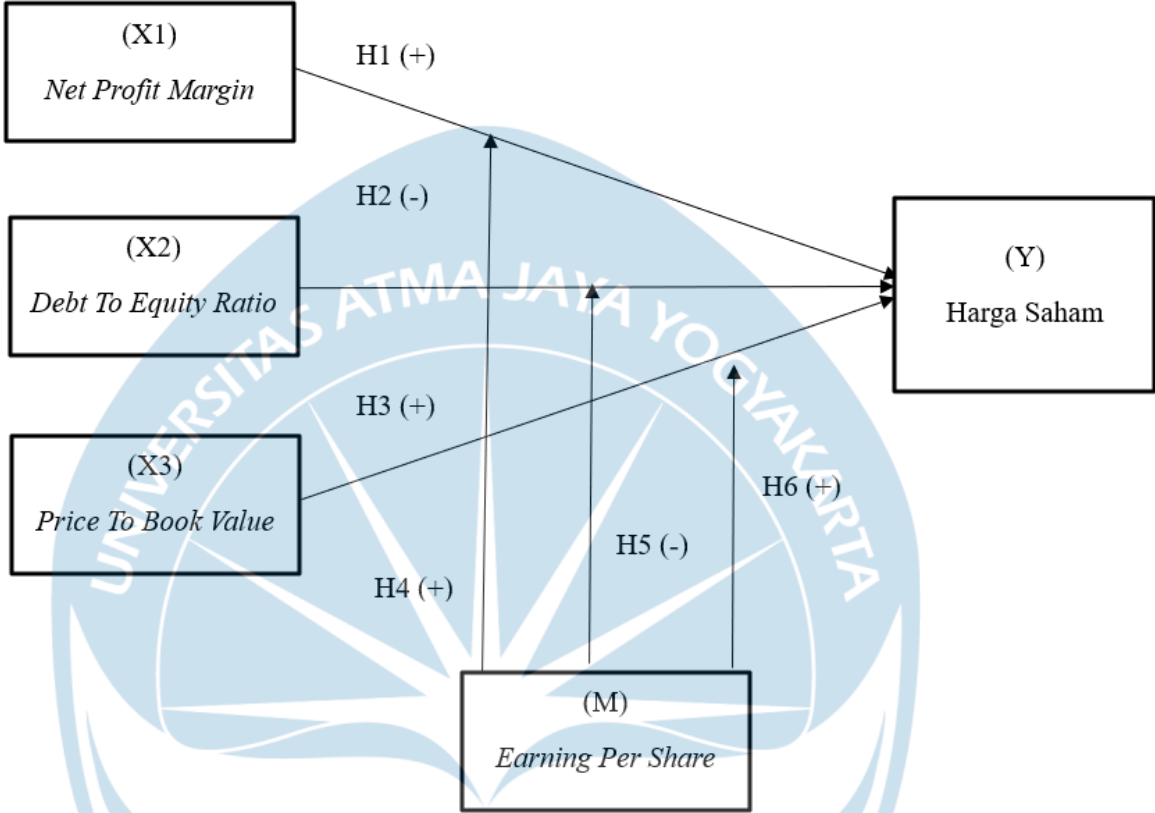 (X1)
Net Profit Margin
H1 (+)
H2 (-)
(X2)
Debt To Equity Ratio
(Y)
Harga Saham
H3 (+)
(X3)
Price To Book Value
H4 (+)
H5 (-)
H6 (+)
(M)
Earning Per Share
UNIVERSITAS ATMA JAYA YOGYAKARTA